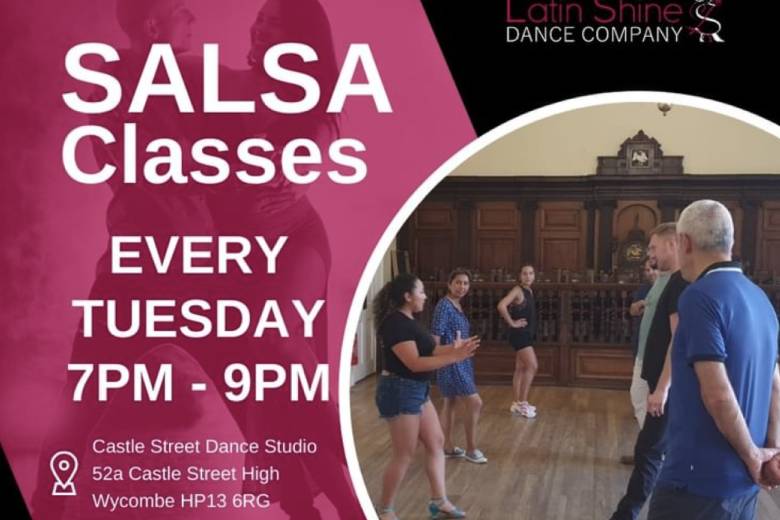 Latin Shine
DANCE COMPANY
SALSA
Classes
EVERY
TUESDAY
7PM - 9PM
Castle Street Dance Studio
52a Castle Street High
Wycombe HP13 6RG